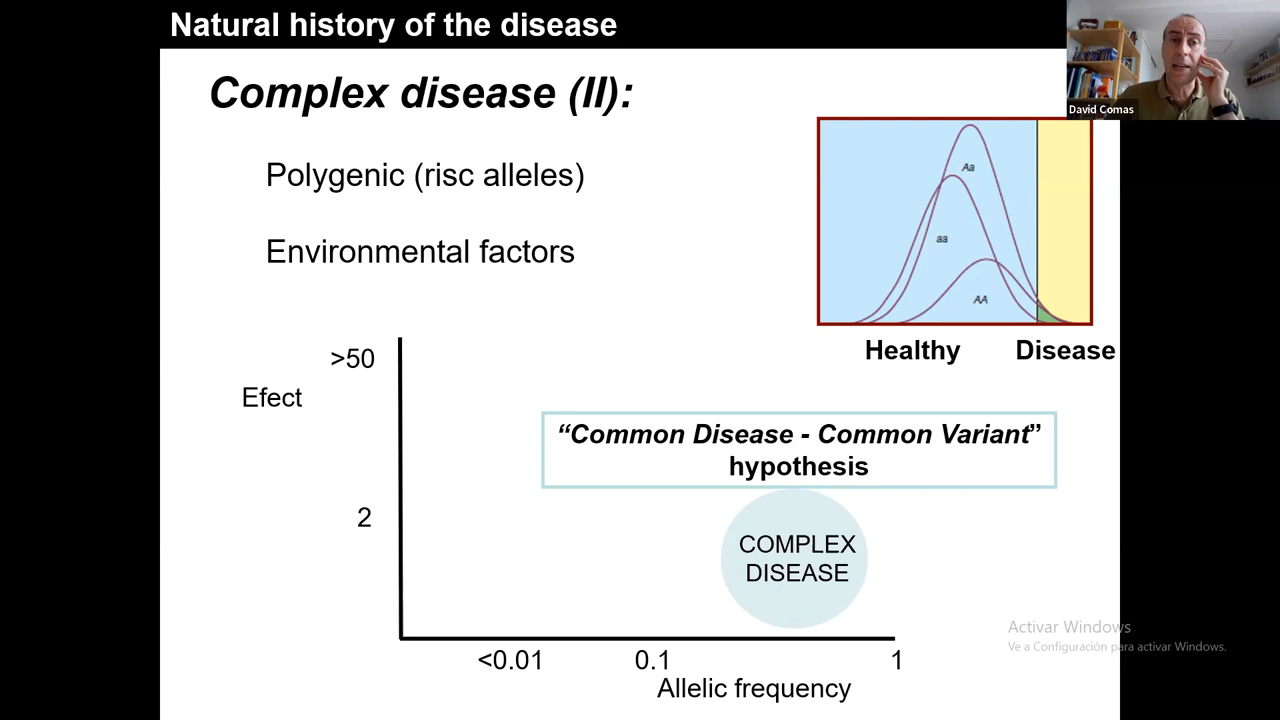 Natural history of the disease
David Comas
Complex disease (II):
Polygenic (risc alleles)
Environmental factors
Aa
aa
AA
Healthy
Disease
>50
Efect
“Common Disease - Common Variant”
hypothesis
2
COMPLEX
DISEASE
<0.01
0.1
1
Allelic frequency
Activar Windows
Ve a Configuración para activar Windows.